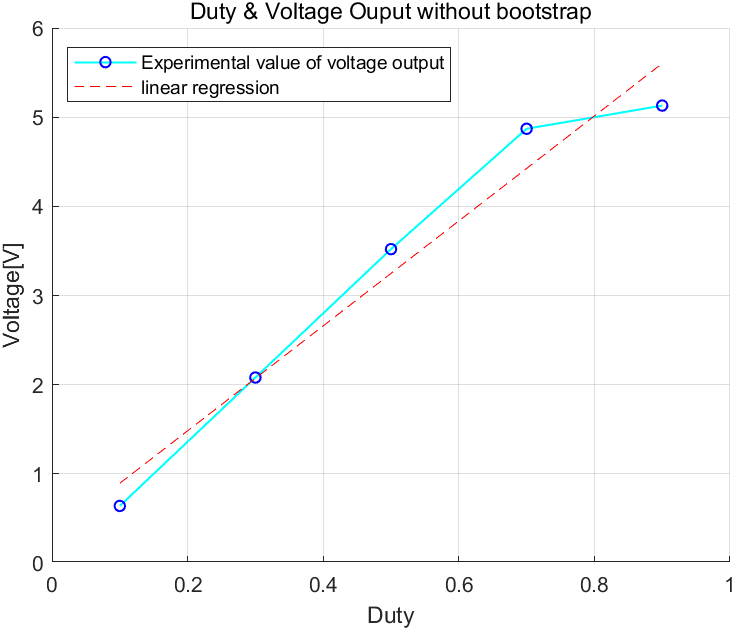 Duty & Voltage Ouput without bootstrap
6
Experimental value of voltage output
linear regression
5
4
3
2
1
0
Voltage[V]
0
0.2
0.4
0.6
0.8
1
Duty